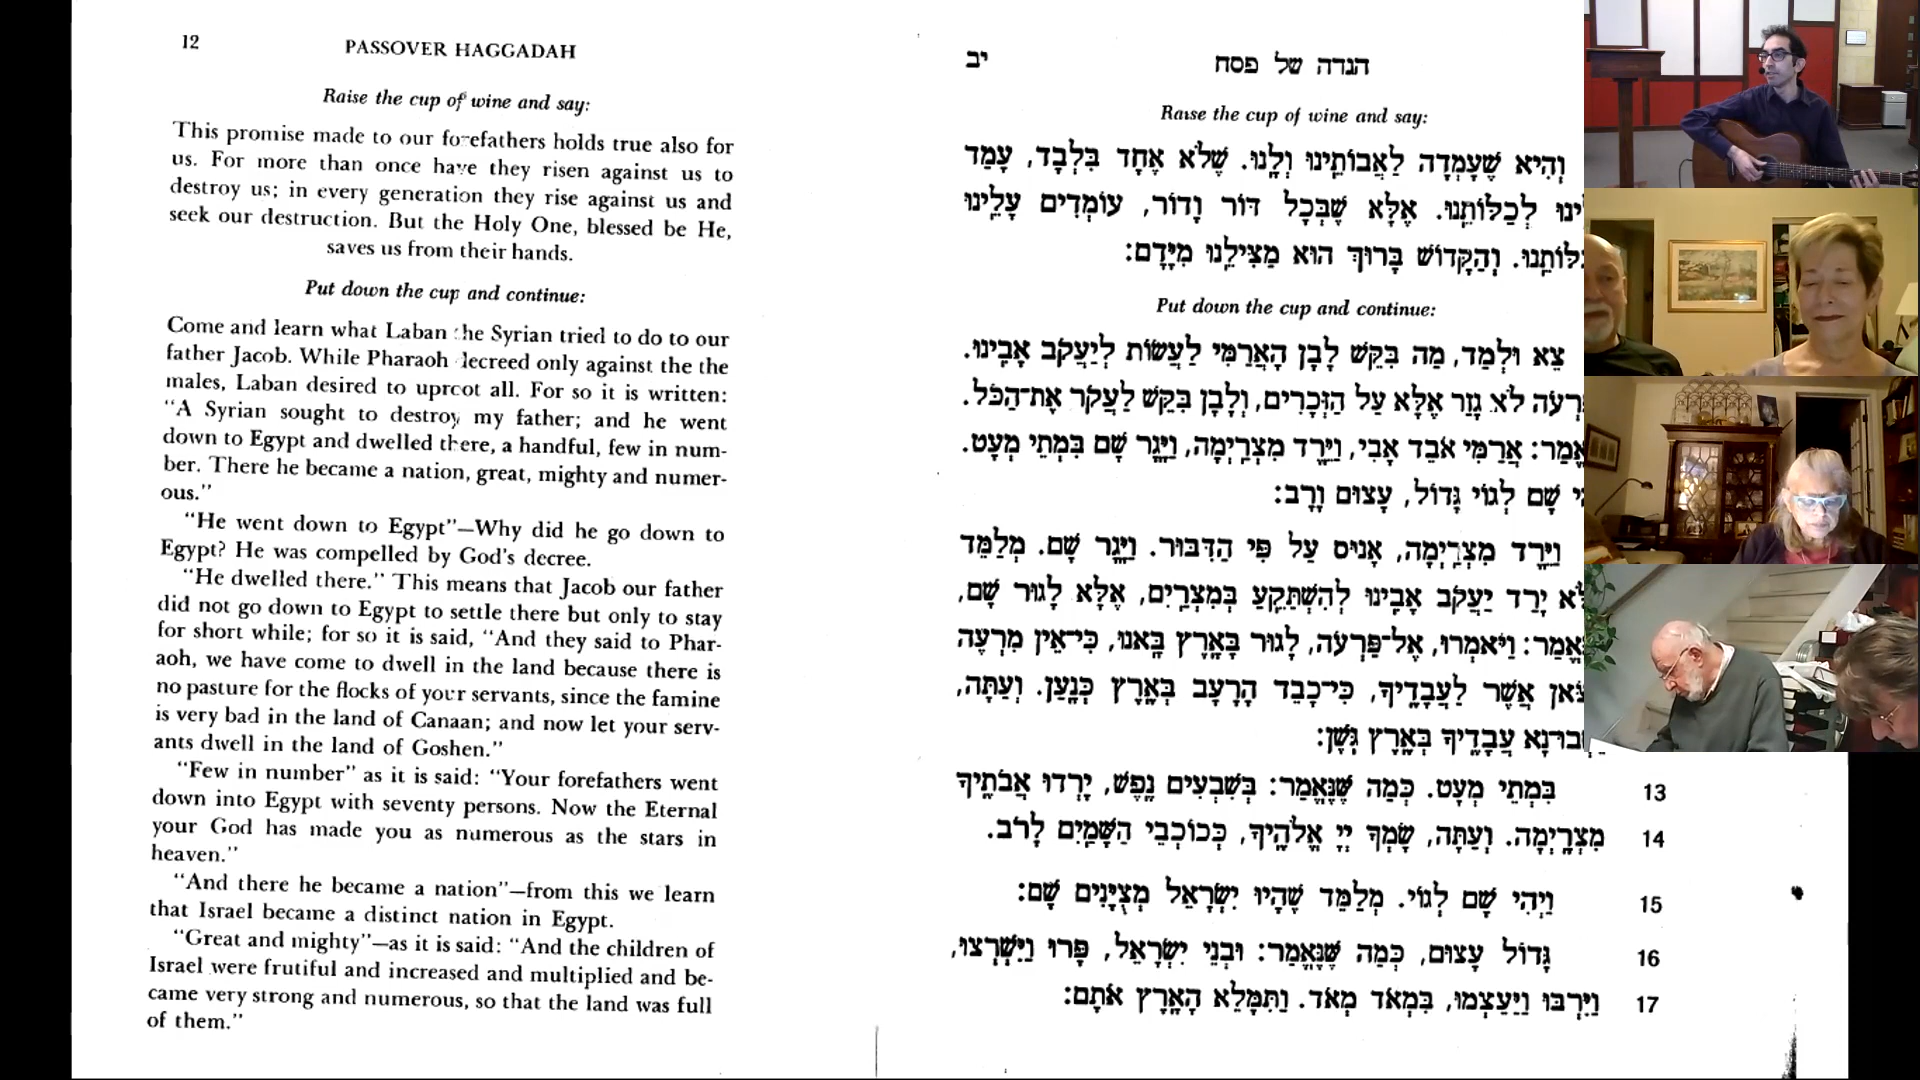 12
PASSOVER HAGGADAH
Raise the cup of wine and say:
This promise made to our forefathers holds true also for
us. For more than once have they risen against us to
destroy us; in every generation they rise against us and
seek our destruction. But the Holy One, blessed be He,
saves us from their hands.
Put down the cup and continue:
Come and learn what Laban the Syrian tried to do to our
father Jacob. While Pharaoh decreed only against the the
males, Laban desired to uproot all. For so it is written:
“A Syrian sought to destroy my father; and he went
down to Egypt and dwelled there, a handful, few in num-
ber. There he became a nation, great, mighty and numer-
ous.”
“He went down to Egypt”—Why did he go down to
Egypt? He was compelled by God's decree.
“He dwelled there.” This means that Jacob our father
did not go down to Egypt to settle there but only to stay
for short while; for so it is said, “And they said to Phar-
aoh, we have come to dwell in the land because there is
no pasture for the flocks of your servants, since the famine
is very bad in the land of Canaan; and now let your serv-
ants dwell in the land of Goshen.”
“Few in number” as it is said: “Your forefathers went
down into Egypt with seventy persons. Now the Eternal
your God has made you as numerous as the stars in
heaven.”
“And there he became a nation”—from this we learn
that Israel became a distinct nation in Egypt.
“Great and mighty”—as it is said: “And the children of
Israel were frutiful and increased and multiplied and be-
came very strong and numerous, so that the land was full
of them.”
יב
הגדה של פסח
Raise the cup of wine and say:
וְהִיא שֶׁעָמְדָה לַאֲבוֹתֵינוּ וְלָנוּ. שֶׁלֹּא אֶחָד בִּלְבָד, עָמַד
לְכַלּוֹתֵנוּ. אֶלָּא שֶׁבְּכָל דּוֹר וָדוֹר, עוֹמְדִים עָלֵינוּ
וְהַקָּדוֹשׁ בָּרוּךְ הוּא מַצִּילֵנוּ מִיָּדָם:
Put down the cup and continue:
צֵא וּלְמַד, מַה בִּקֵּשׁ לָבָן הָאֲרַמִּי לַעֲשׂוֹת לְיַעֲקֹב אָבִינוּ.
לֹא גָזַר אֶלָּא עַל הַזְּכָרִים, וְלָבָן בִּקֵּשׁ לַעֲקֹר אֶת־הַכֹּל.
אֲרַמִּי אֹבֵד אָבִי, וַיֵּרֶד מִצְרַיְמָה, וַיָּגָר שָׁם בִּמְתֵי מְעָט.
שָׁם לְגוֹי גָּדוֹל, עָצוּם וָרָב:
וַיֵּרֶד מִצְרַיְמָה, אָנוּס עַל פִּי הַדִּבּוּר. וַיָּגָר שָׁם. מְלַמֵּד
יָרַד יַעֲקֹב אָבִינוּ לְהִשְׁתַּקֵּעַ בְּמִצְרַיִם, אֶלָּא לָגוּר שָׁם,
וַיֹּאמְרוּ, אֶל־פַּרְעֹה, לָגוּר בָּאָרֶץ בָּאנוּ, כִּי־אֵין מִרְעֶה
אֲשֶׁר לַעֲבָדֶיךָ, כִּי־כָבֵד הָרָעָב בְּאֶרֶץ כְּנָעַן. וְעַתָּה,
עֲבָדֶיךָ בְּאֶרֶץ גֹּשֶׁן:
בִּמְתֵי מְעָט. כְּמָה שֶׁנֶּאֱמַר: בְּשִׁבְעִים נֶפֶשׁ, יָרְדוּ אֲבֹתֶיךָ 13
מִצְרָיְמָה. וְעַתָּה, שָׂמְךָ יְיָ אֱלֹהֶיךָ, כְּכוֹכְבֵי הַשָּׁמַיִם לָרֹב. 14
וַיְהִי שָׁם לְגוֹי. מְלַמֵּד שֶׁהָיוּ יִשְׂרָאֵל מְצֻיָּנִים שָׁם: 15
גָּדוֹל עָצוּם, כְּמָה שֶׁנֶּאֱמַר: וּבְנֵי יִשְׂרָאֵל, פָּרוּ וַיִּשְׁרְצוּ, 16
וַיִּרְבּוּ וַיַּעַצְמוּ, בִּמְאֹד מְאֹד. וַתִּמָּלֵא הָאָרֶץ אֹתָם: 17